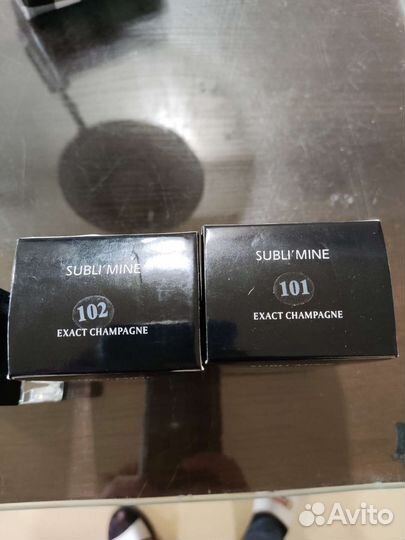 SUBLI'MINE
102
EXACT CHAMPAGNE
SUBLI'MINE
101
EXACT CHAMPAGNE
Avito